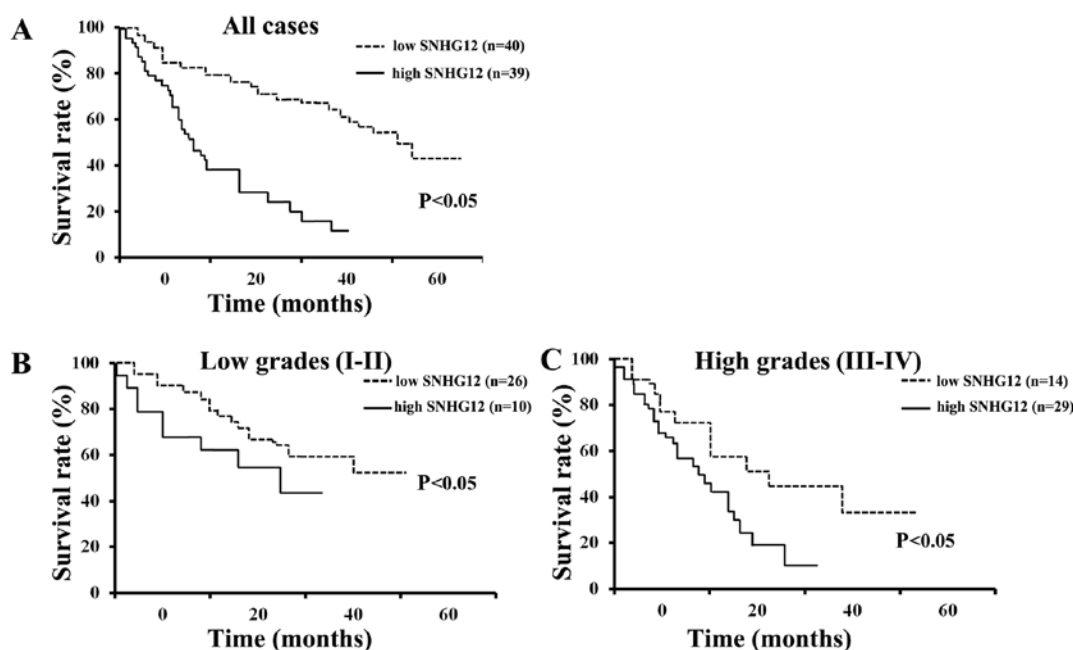 A
All cases
low SNHG12 (n=40)
high SNHG12 (n=39)
Survival rate (%)
100
80
60
40
20
0
P<0.05
0 20 40 60
Time (months)
B
Low grades (I-II)
low SNHG12 (n=26)
high SNHG12 (n=10)
Survival rate (%)
100
80
60
40
20
0
P<0.05
0 20 40 60
Time (months)
C
High grades (III-IV)
low SNHG12 (n=14)
high SNHG12 (n=29)
Survival rate (%)
100
80
60
40
20
0
P<0.05
0 20 40 60
Time (months)